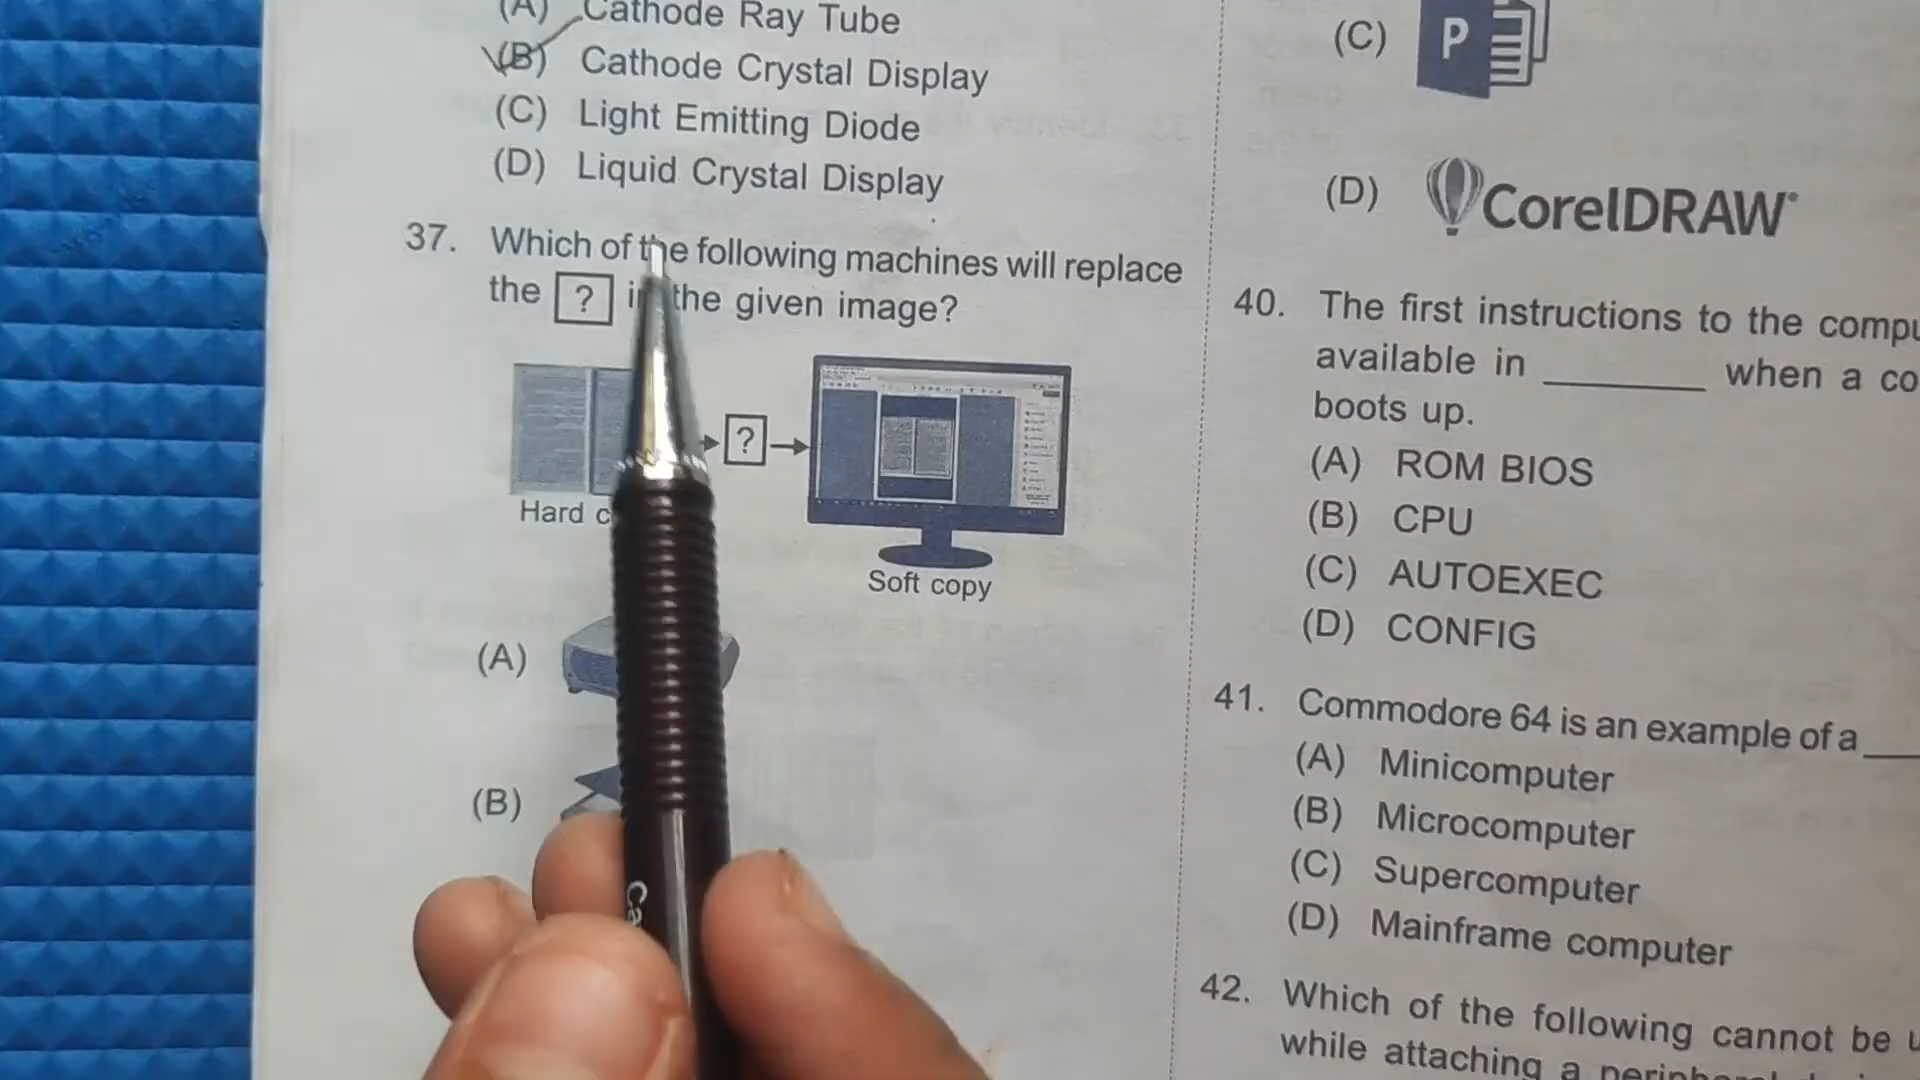 (A) Cathode Ray Tube
(B) Cathode Crystal Display
(C) Light Emitting Diode
(D) Liquid Crystal Display
37. Which of the following machines will replace
the ? the given image?
?
Hard
Soft copy
(A)
(B)
(C) P
(D) CorelDRAW
40. The first instructions to the
available in ________ when a
boots up.
(A) ROM BIOS
(B) CPU
(C) AUTOEXEC
(D) CONFIG
41. Commodore 64 is an example of a ____
(A) Minicomputer
(B) Microcomputer
(C) Supercomputer
(D) Mainframe computer
42. Which of the following cannot be
while attaching a